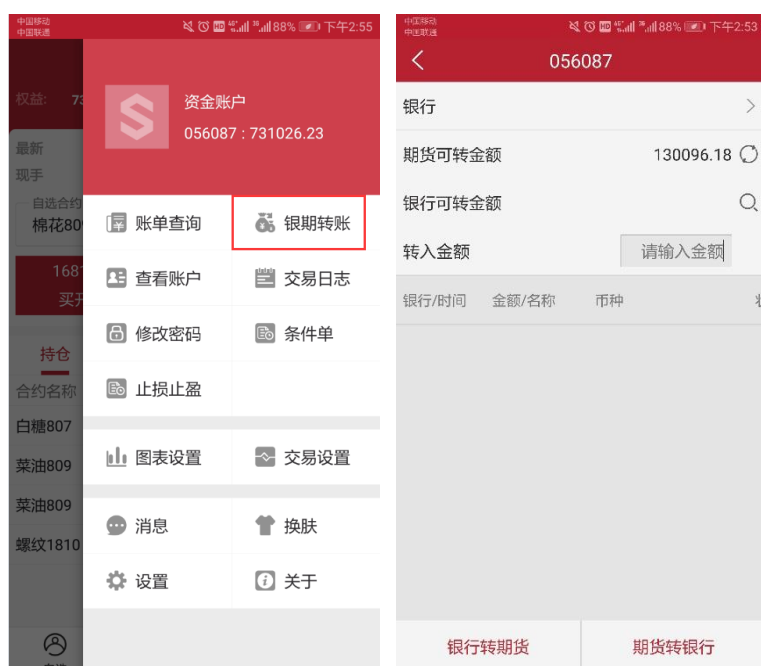 中国移动
中国联通
HD 88% 下午2:55
权益: 73
资金账户
056087 : 731026.23
最新
现手
自选合约
棉花80
1681
买开
持仓
合约名称
白糖807
菜油809
菜油809
螺纹1810
账单查询
银期转账
查看账户
交易日志
修改密码
条件单
止损止盈
图表设置
交易设置
消息
换肤
设置
关于
中国移动
中国联通
HD 88% 下午2:53
056087
银行
期货可转金额 130096.18
银行可转金额
转入金额 请输入金额
银行/时间 金额/名称 币种
银行转期货 期货转银行